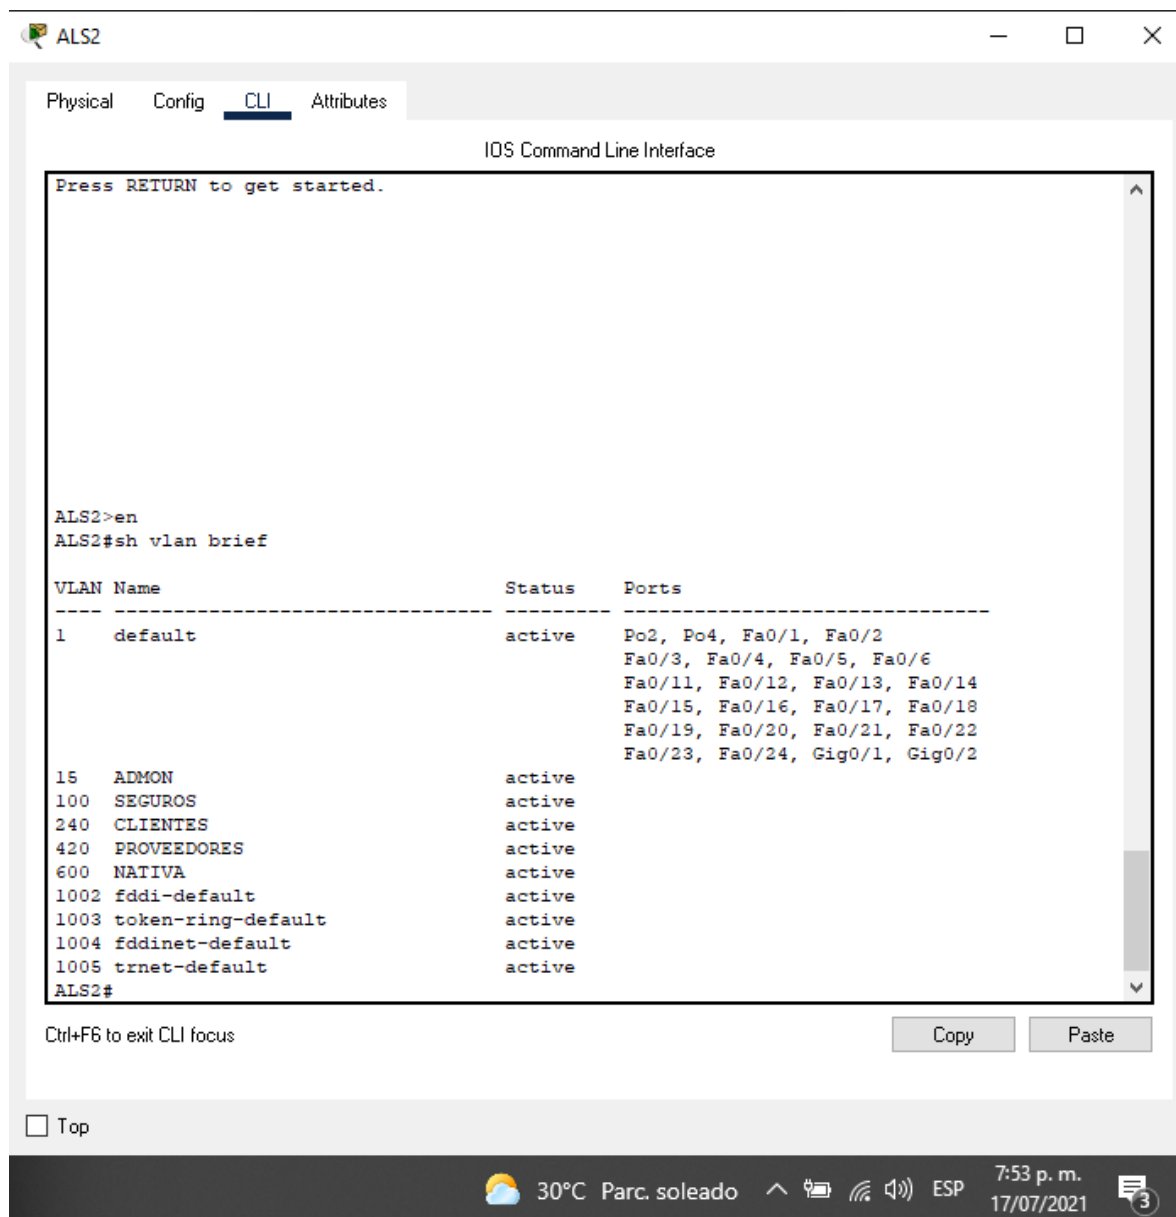 ALS2
Physical Config CLI Attributes
IOS Command Line Interface
Press RETURN to get started.
ALS2>en
ALS2#sh vlan brief
VLAN Name                             Status    Ports
---- -------------------------------- --------- -------------------------------
1    default                          active    Po2, Po4, Fa0/1, Fa0/2
                                                Fa0/3, Fa0/4, Fa0/5, Fa0/6
                                                Fa0/11, Fa0/12, Fa0/13, Fa0/14
                                                Fa0/15, Fa0/16, Fa0/17, Fa0/18
                                                Fa0/19, Fa0/20, Fa0/21, Fa0/22
                                                Fa0/23, Fa0/24, Gig0/1, Gig0/2
15   ADMON                            active
100  SEGUROS                          active
240  CLIENTES                         active
420  PROVEEDORES                      active
600  NATIVA                           active
1002 fddi-default                     active
1003 token-ring-default               active
1004 fddinet-default                  active
1005 trnet-default                    active
ALS2#
Ctrl+F6 to exit CLI focus
Copy Paste
Top
30°C Parc. soleado ESP
7:53 p. m.
17/07/2021
3